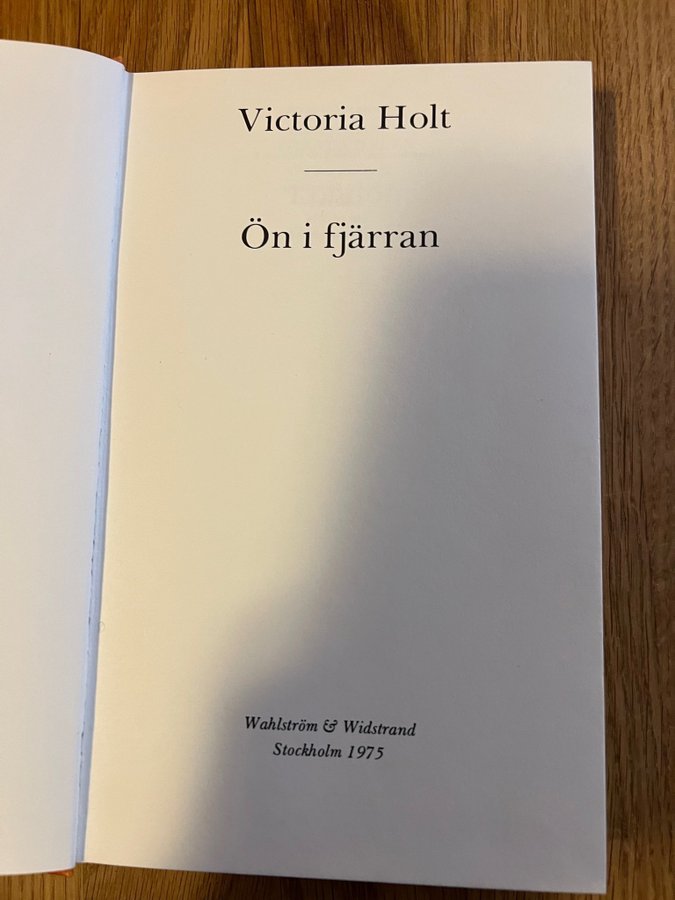 Victoria Holt
Ön i fjärran
Wahlström & Widstrand
Stockholm 1975